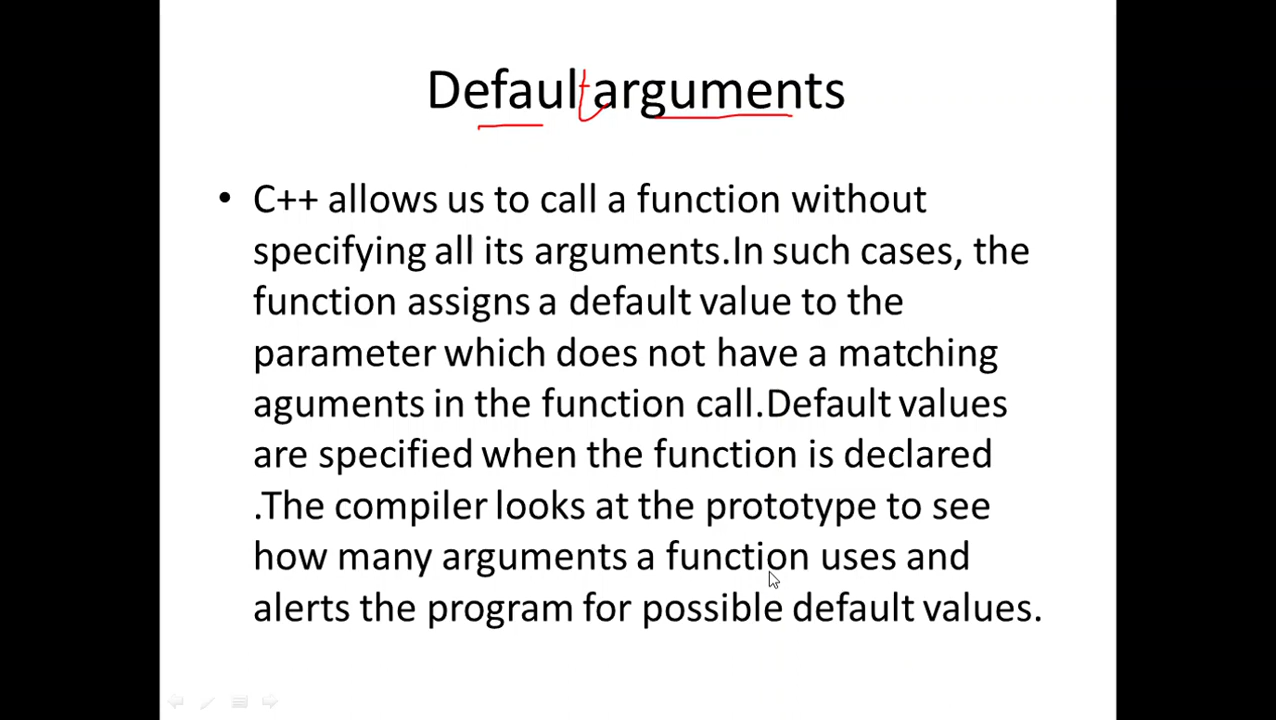 Default arguments
• C++ allows us to call a function without
specifying all its arguments.In such cases, the
function assigns a default value to the
parameter which does not have a matching
aguments in the function call.Default values
are specified when the function is declared
.The compiler looks at the prototype to see
how many arguments a function uses and
alerts the program for possible default values.